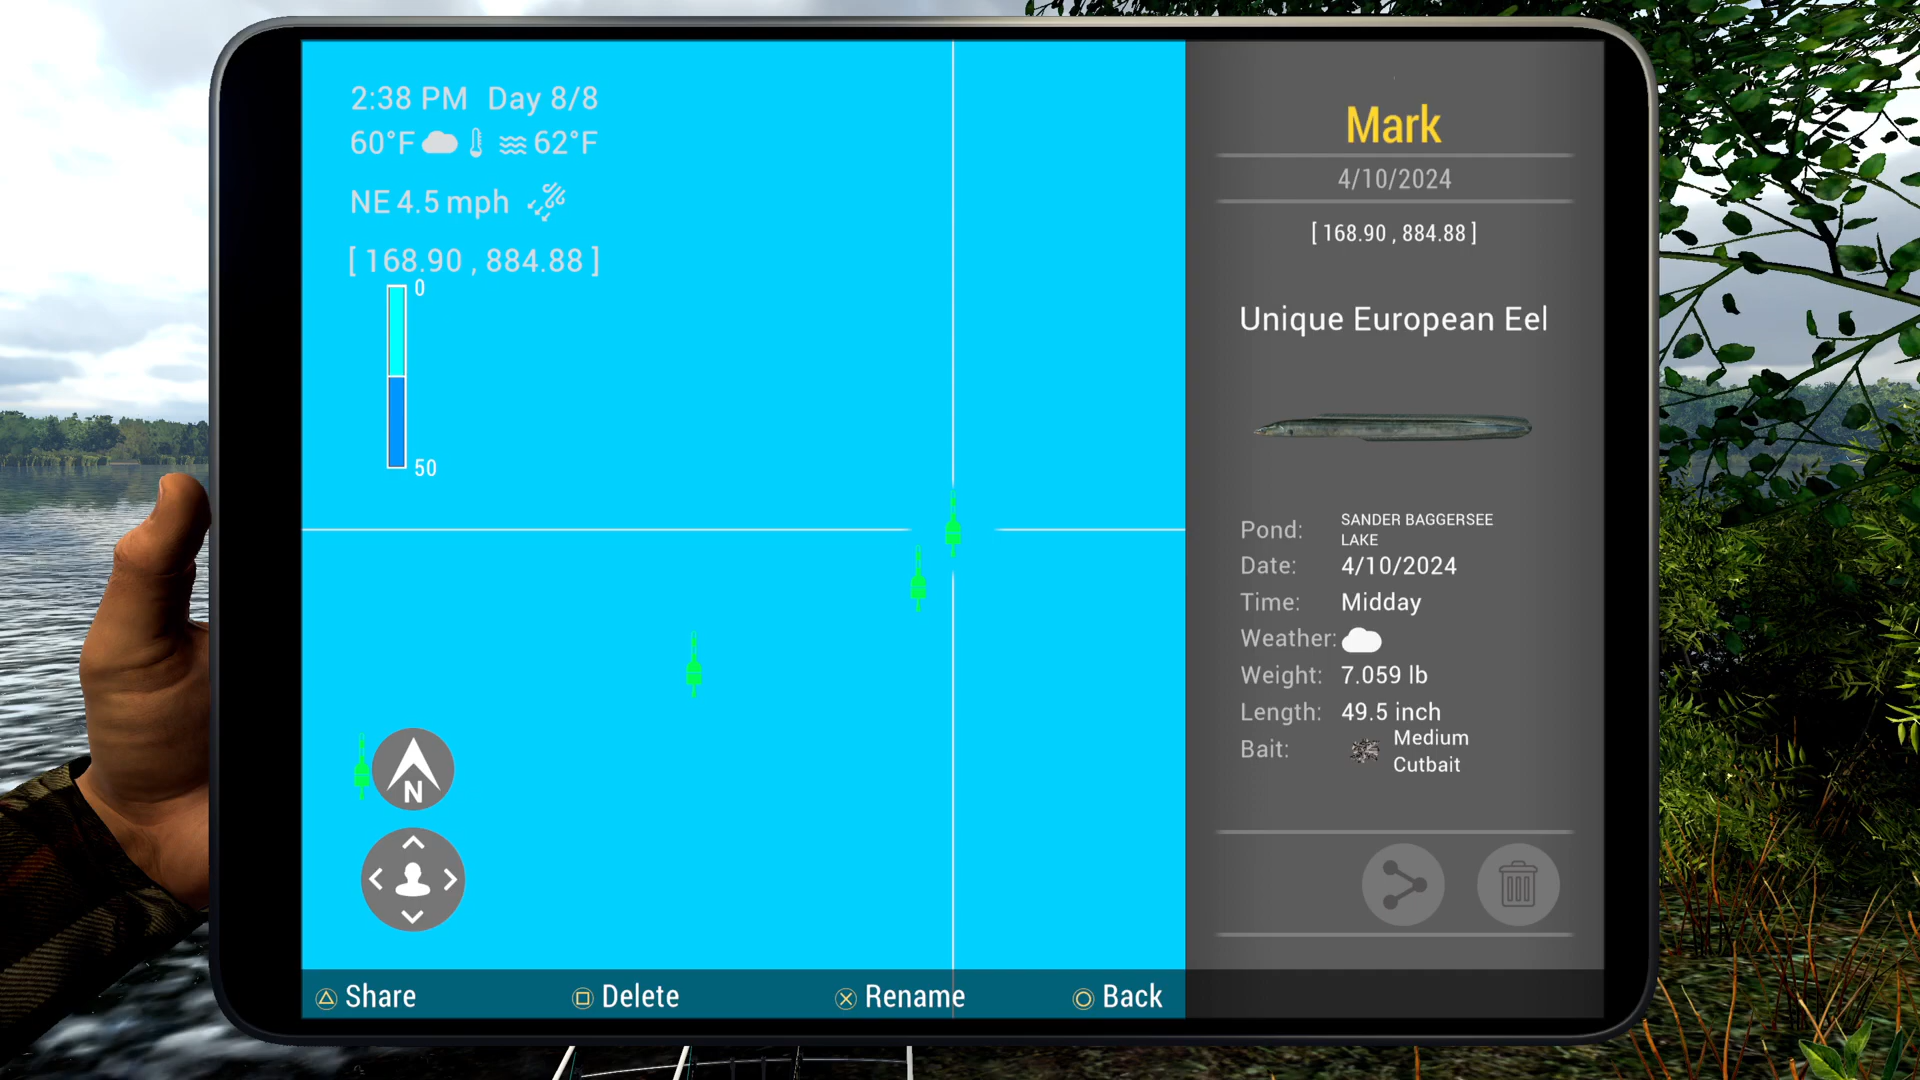 2:38 PM Day 8/8
60°F 62°F
NE 4.5 mph
[ 168.90 , 884.88 ]
0
50
N
Share
Delete
Rename
Back
Mark
4/10/2024
[ 168.90 , 884.88 ]
Unique European Eel
Pond: SANDER BAGGERSEE
LAKE
Date: 4/10/2024
Time: Midday
Weather:
Weight: 7.059 lb
Length: 49.5 inch
Bait: Medium
Cutbait